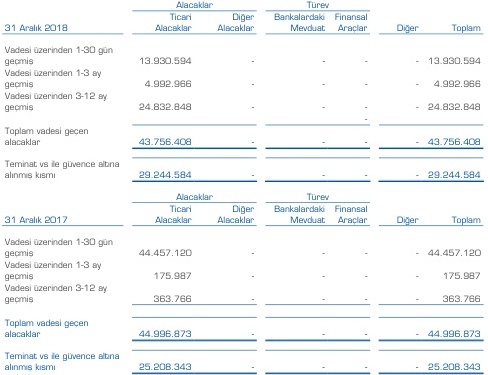 Alacaklar Türev
Ticari Diğer Bankalardaki Finansal
31 Aralık 2018 Alacaklar Alacaklar Mevduat Araçlar Diğer Toplam
Vadesi üzerinden 1-30 gün
geçmiş 13.930.594 - - - - 13.930.594
Vadesi üzerinden 1-3 ay
geçmiş 4.992.966 - - - - 4.992.966
Vadesi üzerinden 3-12 ay
geçmiş 24.832.848 - - - - 24.832.848
-
Toplam vadesi geçen
alacaklar 43.756.408 - - - - 43.756.408
Teminat vs ile güvence altına
alınmış kısmı 29.244.584 - - - - 29.244.584
Alacaklar Türev
Ticari Diğer Bankalardaki Finansal
31 Aralık 2017 Alacaklar Alacaklar Mevduat Araçlar Diğer Toplam
Vadesi üzerinden 1-30 gün
geçmiş 44.457.120 - - - - 44.457.120
Vadesi üzerinden 1-3 ay
geçmiş 175.987 - - - - 175.987
Vadesi üzerinden 3-12 ay
geçmiş 363.766 - - - - 363.766
Toplam vadesi geçen
alacaklar 44.996.873 - - - - 44.996.873
Teminat vs ile güvence altına
alınmış kısmı 25.208.343 - - - - 25.208.343